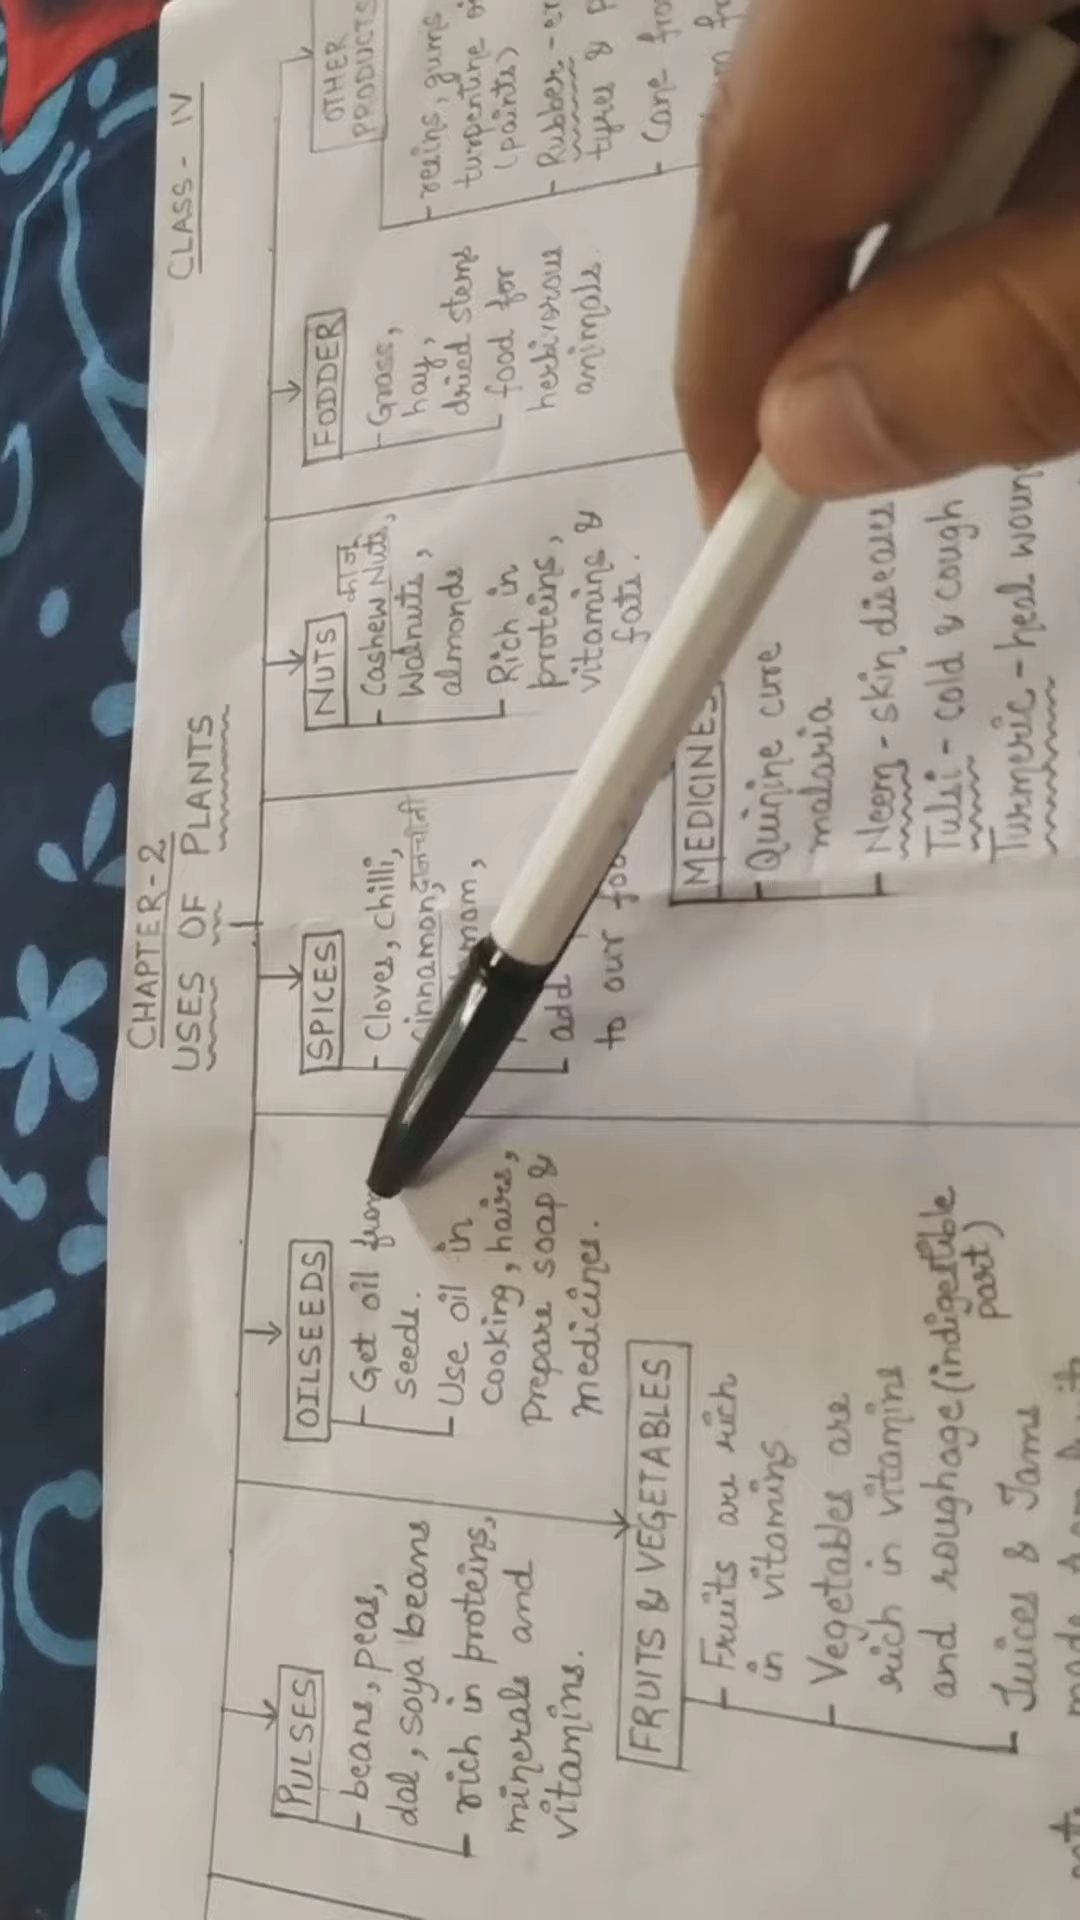 CHAPTER-2
CLASS-IV
USES OF PLANTS
PULSES
- beans, peas,
dal, soya beans
- rich in proteins,
minerals and
vitamins.
OILSEEDS
- Get oil from
seeds.
- Use oil in
cooking, hairs,
Prepare soap &
medicines.
SPICES
- Cloves, chilli,
Cinnamon, दालचीनी
- add
to our
NUTS
काजू
- Cashew Nuts,
Walnuts,
almonds
- Rich in
proteins,
vitamins &
fats.
FODDER
- Grass,
hay,
dried stems
- food for
herbivorous
animals.
OTHER
PRODUCTS
- resins, gums
turpentine
(paints)
- Rubber -
tyres &
- Cane
FRUITS & VEGETABLES
- Fruits are rich
in vitamins
- Vegetables are
rich in vitamins
and roughage (indigestible
part)
- Juices & Jams
MEDICINES
- Quinine cure
malaria
- Neem - skin diseases
Tulsi - cold & cough
Turmeric - heal